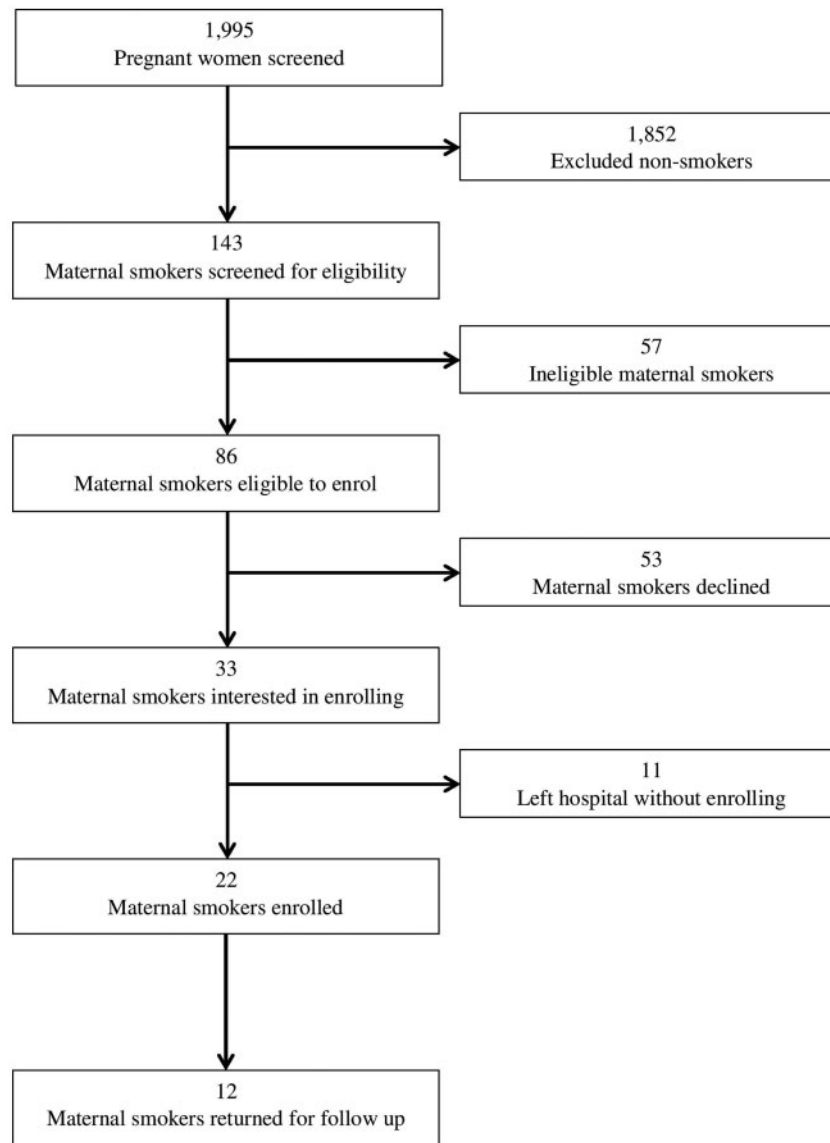 1,995
Pregnant women screened
1,852
Excluded non-smokers
143
Maternal smokers screened for eligibility
57
Ineligible maternal smokers
86
Maternal smokers eligible to enrol
53
Maternal smokers declined
33
Maternal smokers interested in enrolling
11
Left hospital without enrolling
22
Maternal smokers enrolled
12
Maternal smokers returned for follow up